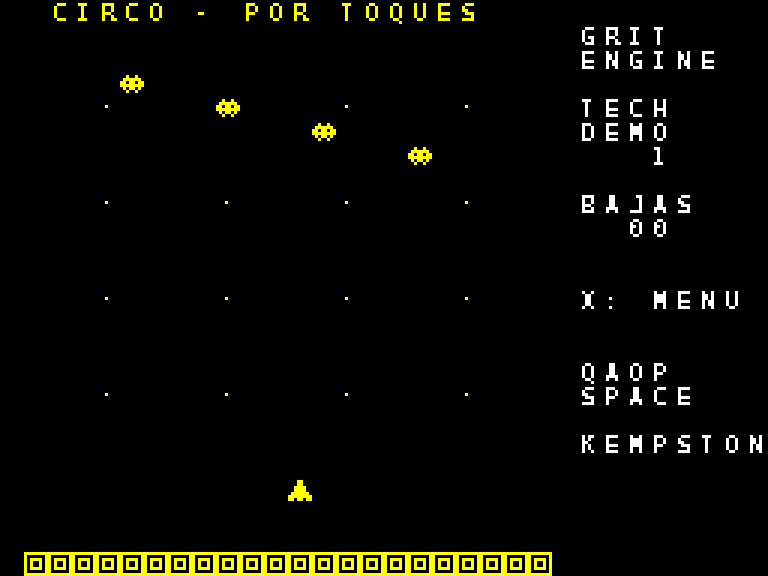 CIRCO - POR TOQUES
GRIT
ENGINE
TECH
DEMO
1
BAJAS
00
X: MENU
QAOP
SPACE
KEMPSTON